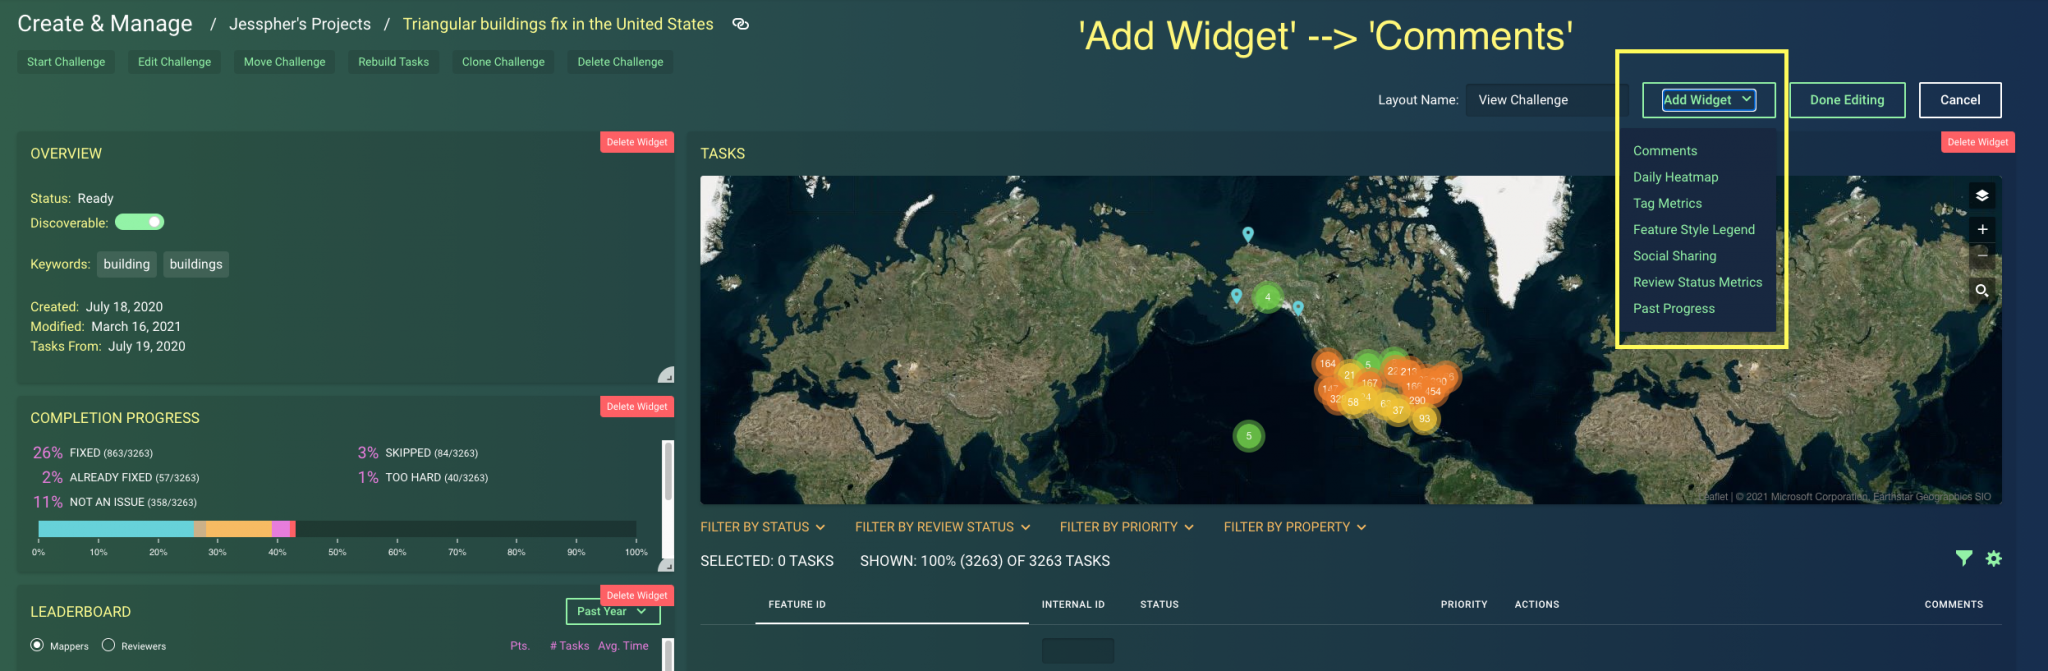 Create & Manage / Jesspher's Projects / Triangular buildings fix in the United States
'Add Widget' --> 'Comments'
Start Challenge Edit Challenge Move Challenge Rebuild Tasks Clone Challenge Delete Challenge
Layout Name: View Challenge Add Widget Done Editing Cancel
Comments
Daily Heatmap
Tag Metrics
Feature Style Legend
Social Sharing
Review Status Metrics
Past Progress
Delete Widget
OVERVIEW
Status: Ready
Discoverable:
Keywords: building buildings
Created: July 18, 2020
Modified: March 16, 2021
Tasks From: July 19, 2020
Delete Widget
COMPLETION PROGRESS
26% FIXED (863/3263) 3% SKIPPED (84/3263)
2% ALREADY FIXED (57/3263) 1% TOO HARD (40/3263)
11% NOT AN ISSUE (358/3263)
0% 10% 20% 30% 40% 50% 60% 70% 80% 90% 100%
Delete Widget
LEADERBOARD Past Year
Mappers Reviewers Pts. # Tasks Avg. Time
Delete Widget
TASKS
+
−
4
164 5
21 167
58 37 290 154
93
5
Leaflet | © 2021 Microsoft Corporation, Earthstar Geographics SIO
FILTER BY STATUS FILTER BY REVIEW STATUS FILTER BY PRIORITY FILTER BY PROPERTY
SELECTED: 0 TASKS SHOWN: 100% (3263) OF 3263 TASKS
FEATURE ID INTERNAL ID STATUS PRIORITY ACTIONS COMMENTS